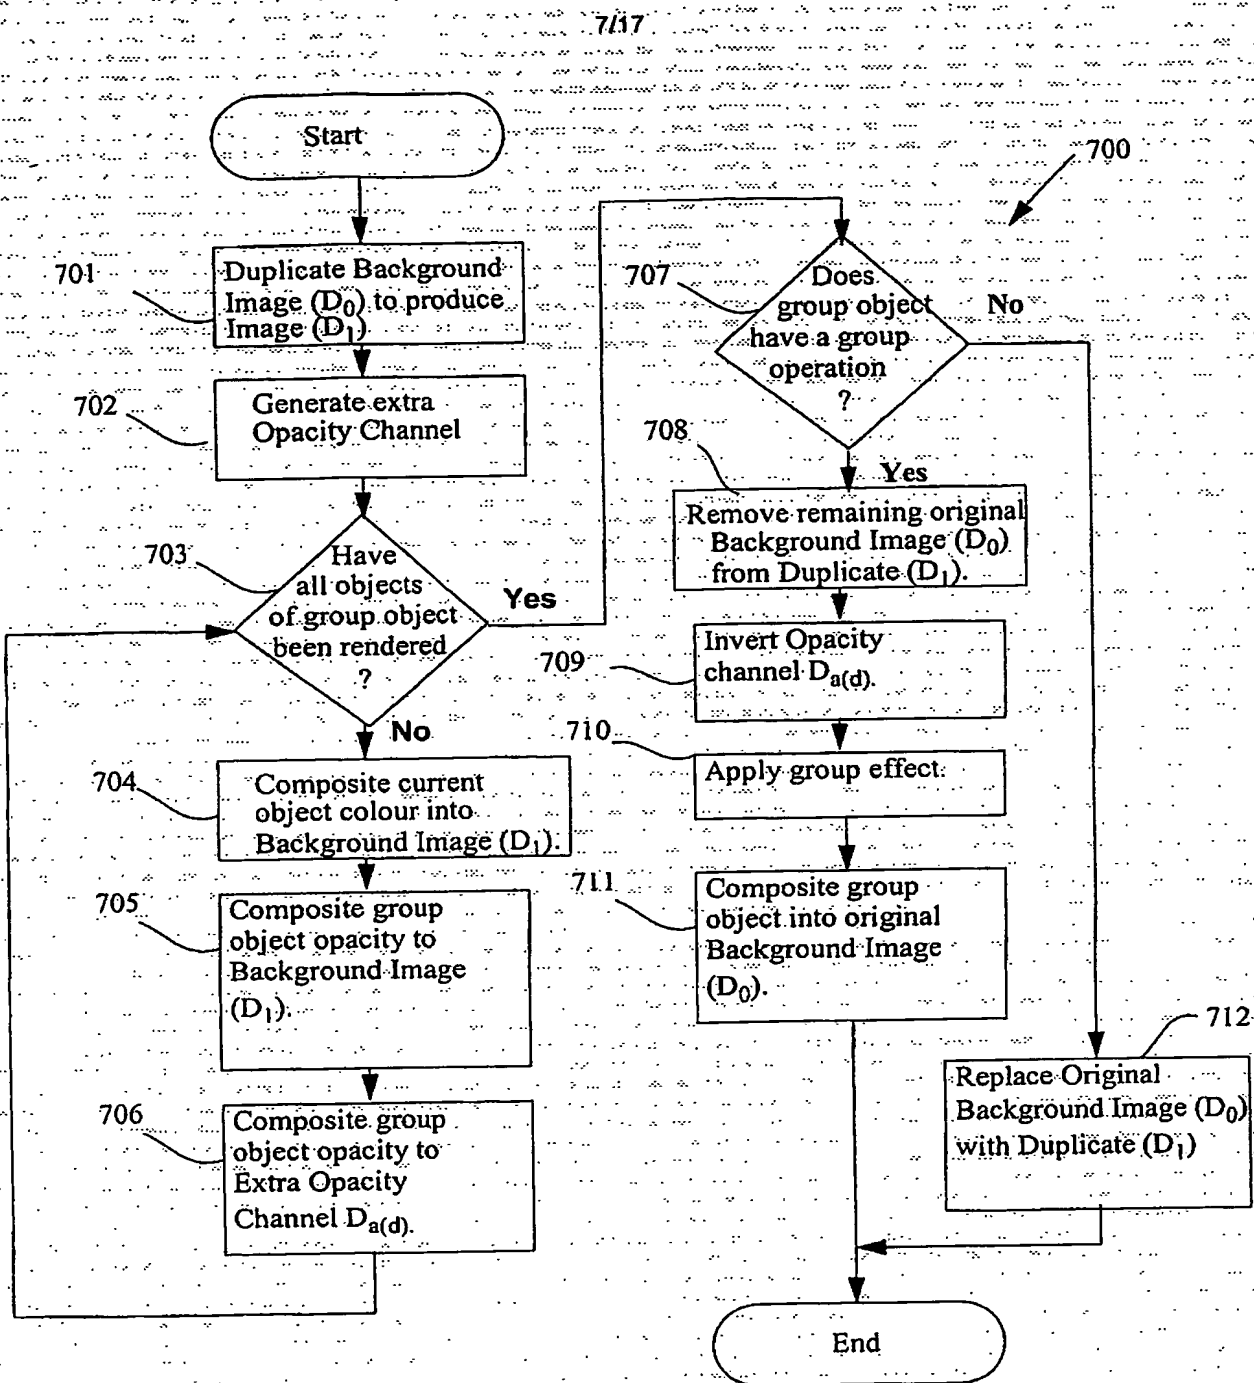 7/17
Start
700
701
Duplicate Background
Image (D0) to produce
Image (D1)
702
Generate extra
Opacity Channel
703
Have
all objects
of group object
been rendered
?
Yes
No
704
Composite current
object colour into
Background Image (D1).
705
Composite group
object opacity to
Background Image
(D1).
706
Composite group
object opacity to
Extra Opacity
Channel Da(d).
707
Does
group object
have a group
operation
?
No
Yes
708
Remove remaining original
Background Image (D0)
from Duplicate (D1).
709
Invert Opacity
channel Da(d).
710
Apply group effect.
711
Composite group
object into original
Background Image
(D0).
712
Replace Original
Background Image (D0)
with Duplicate (D1)
End